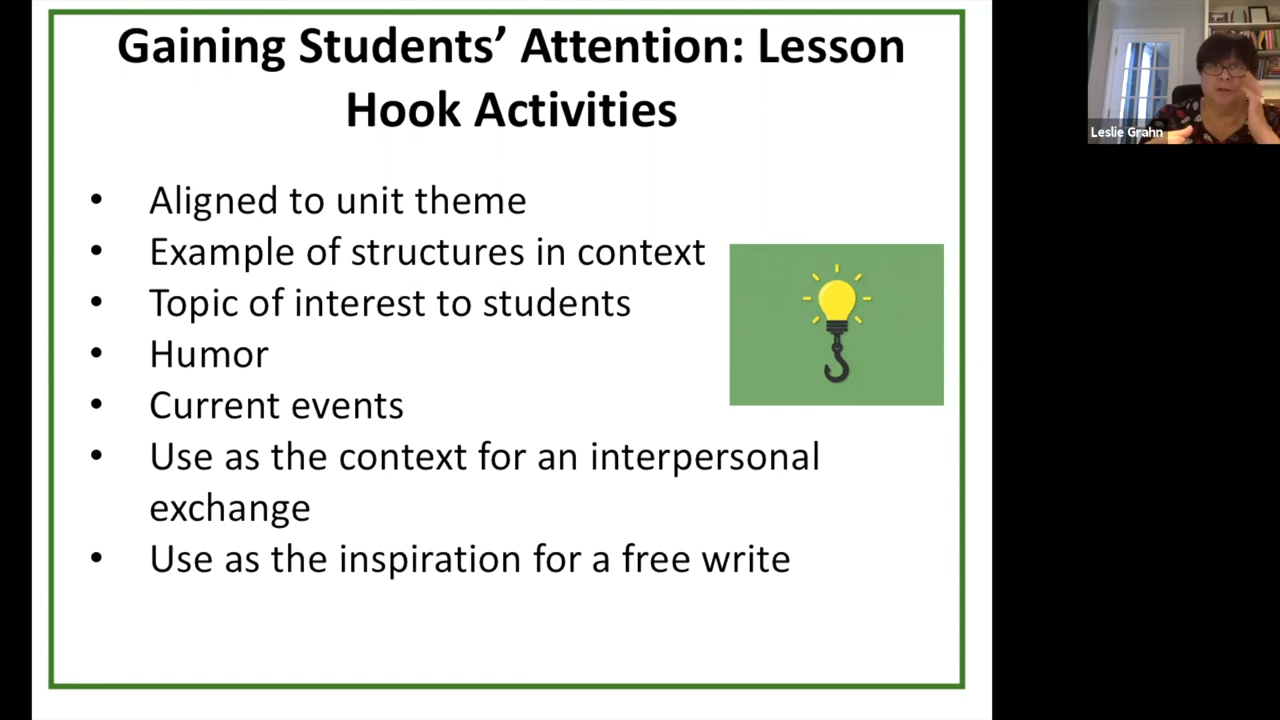 Gaining Students’ Attention: Lesson
Hook Activities
• Aligned to unit theme
• Example of structures in context
• Topic of interest to students
• Humor
• Current events
• Use as the context for an interpersonal
exchange
• Use as the inspiration for a free write
Leslie Grahn